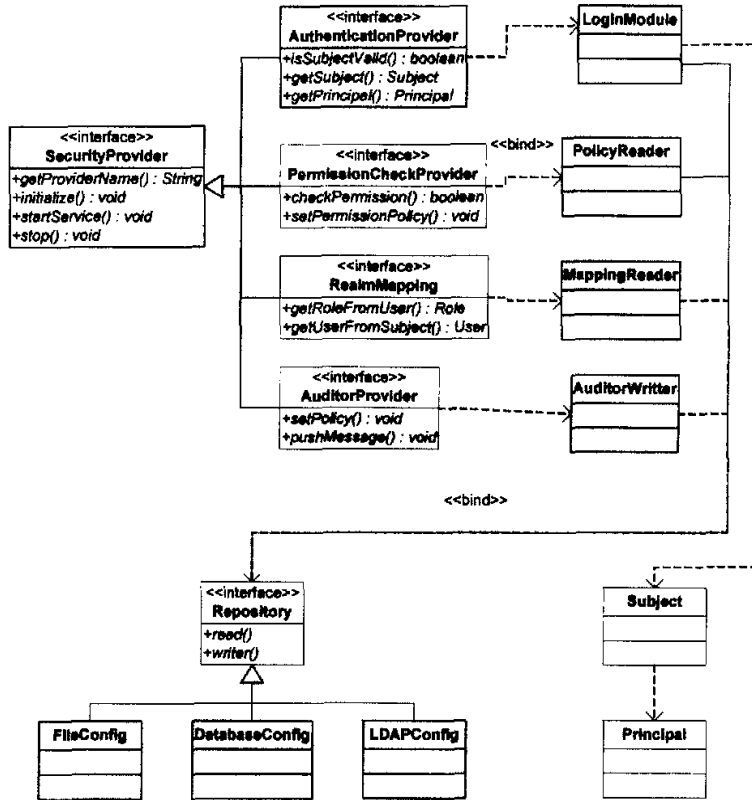 <<interface>>
AuthenticationProvider
+isSubjectValid() : boolean
+getSubject() : Subject
+getPrincipal() : Principal
LoginModule
<<interface>>
SecurityProvider
+getProviderName() : String
+initialize() : void
+startService() : void
+stop() : void
<<interface>>
PermissionCheckProvider
+checkPermission() : boolean
+setPermissionPolicy() : void
<<bind>>
PolicyReader
<<interface>>
RealmMapping
+getRoleFromUser() : Role
+getUserFromSubject() : User
MappingReader
<<interface>>
AuditorProvider
+setPolicy() : void
+pushMessage() : void
AuditorWritter
<<bind>>
<<interface>>
Repository
+read()
+writer()
Subject
FileConfig
DatabaseConfig
LDAPConfig
Principal